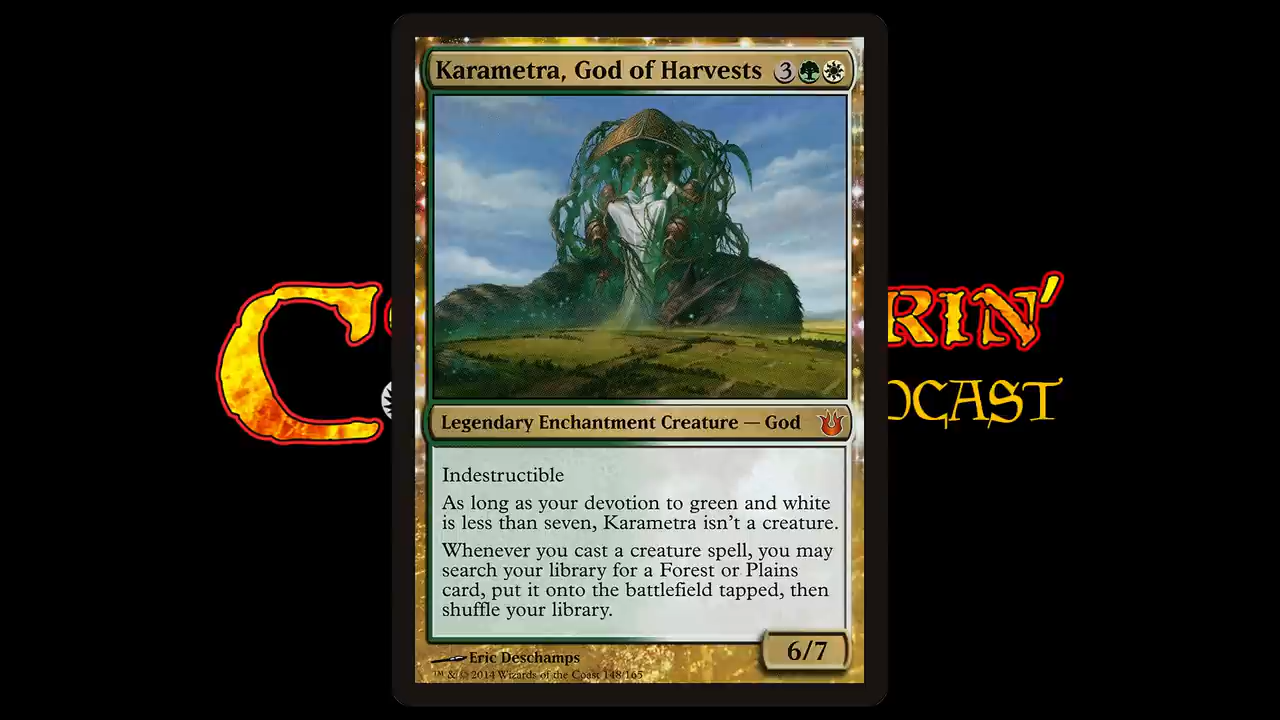 Karametra, God of Harvests 3
RIN'
CAST
Legendary Enchantment Creature — God
Indestructible
As long as your devotion to green and white
is less than seven, Karametra isn't a creature.
Whenever you cast a creature spell, you may
search your library for a Forest or Plains
card, put it onto the battlefield tapped, then
shuffle your library.
6/7
Eric Deschamps
™ & © 2014 Wizards of the Coast 148/165